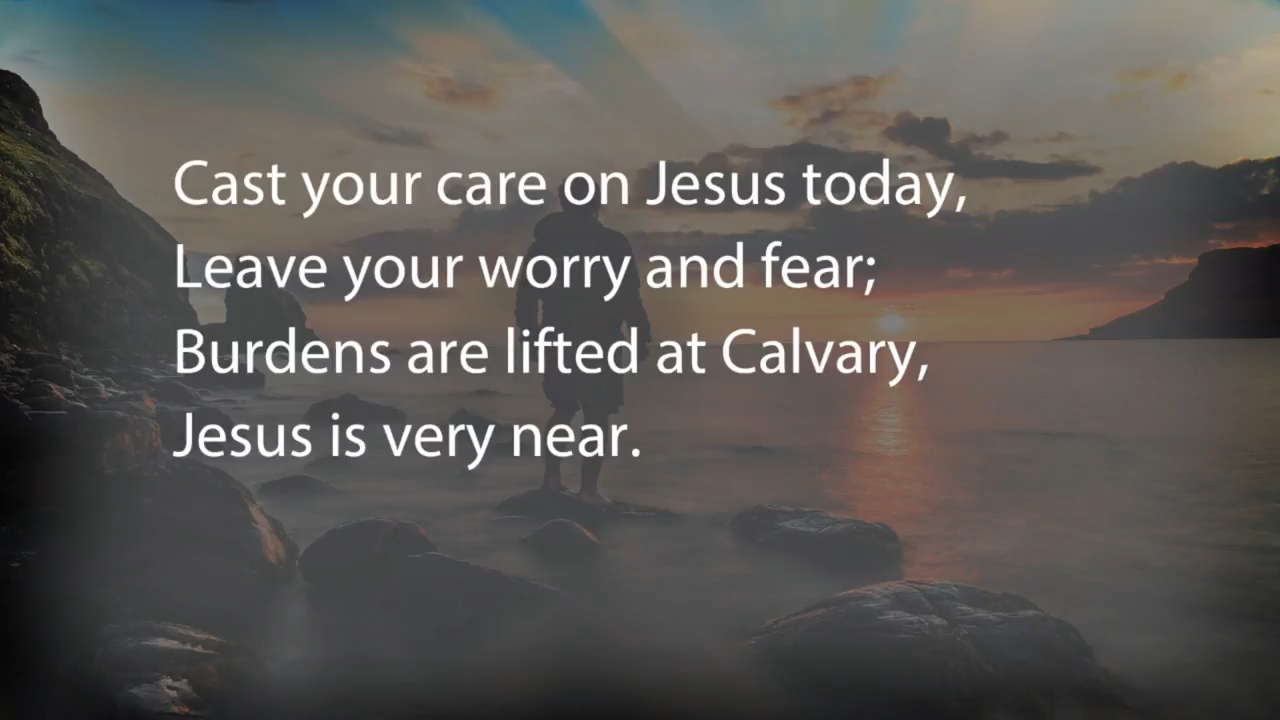 Cast your care on Jesus today,
Leave your worry and fear;
Burdens are lifted at Calvary,
Jesus is very near.